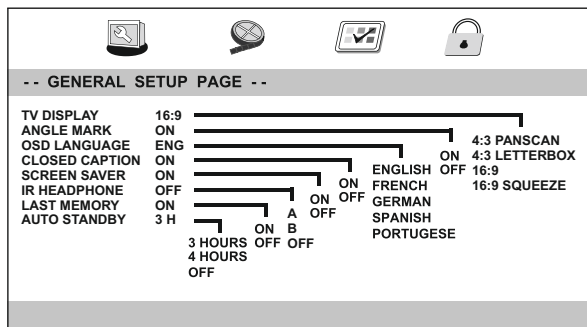 -- GENERAL SETUP PAGE --
TV DISPLAY 16:9
ANGLE MARK ON
OSD LANGUAGE ENG
CLOSED CAPTION ON
SCREEN SAVER ON
IR HEADPHONE OFF
LAST MEMORY ON
AUTO STANDBY 3 H
3 HOURS
4 HOURS
OFF
ON
OFF
A
B
OFF
ON
OFF
ON
OFF
ENGLISH
FRENCH
GERMAN
SPANISH
PORTUGESE
ON
OFF
4:3 PANSCAN
4:3 LETTERBOX
16:9
16:9 SQUEEZE